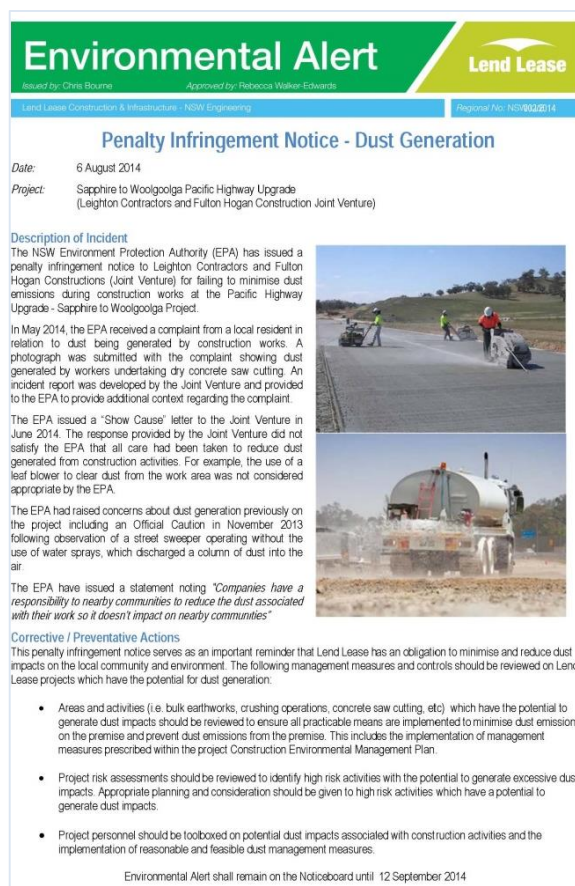 Environmental Alert
Issued by: Chris Bourne Approved by: Rebecca Walker-Edwards
Lend Lease
Lend Lease Construction & Infrastructure - NSW Engineering Regional No: NSW
Penalty Infringement Notice - Dust Generation
Date: 6 August 2014
Project: Sapphire to Woolgoolga Pacific Highway Upgrade
(Leighton Contractors and Fulton Hogan Construction Joint Venture)
Description of Incident
The NSW Environment Protection Authority (EPA) has issued a
penalty infringement notice to Leighton Contractors and Fulton
Hogan Constructions (Joint Venture) for failing to minimise dust
emissions during construction works at the Pacific Highway
Upgrade - Sapphire to Woolgoolga Project.
In May 2014, the EPA received a complaint from a local resident in
relation to dust being generated by construction works. A
photograph was submitted with the complaint showing dust
generated by workers undertaking dry concrete saw cutting. An
incident report was developed by the Joint Venture and provided
to the EPA to provide additional context regarding the complaint.
The EPA issued a "Show Cause" letter to the Joint Venture in
June 2014. The response provided by the Joint Venture did not
satisfy the EPA that all care had been taken to reduce dust
generated from construction activities. For example, the use of a
leaf blower to clear dust from the work area was not considered
appropriate by the EPA.
The EPA had raised concerns about dust generation previously on
the project including an Official Caution in November 2013
following observation of a street sweeper operating without the
use of water sprays, which discharged a column of dust into the
air.
The EPA have issued a statement noting "Companies have a
responsibility to nearby communities to reduce the dust associated
with their work so it doesn't impact on nearby communities"
Corrective / Preventative Actions
This penalty infringement notice serves as an important reminder that Lend Lease has an obligation to minimise and reduce dust
impacts on the local community and environment. The following management measures and controls should be reviewed on Lend
Lease projects which have the potential for dust generation:
• Areas and activities (i.e. bulk earthworks, crushing operations, concrete saw cutting, etc) which have the potential to
generate dust impacts should be reviewed to ensure all practicable means are implemented to minimise dust emission
on the premise and prevent dust emissions from the premise. This includes the implementation of management
measures prescribed within the project Construction Environmental Management Plan.
• Project risk assessments should be reviewed to identify high risk activities with the potential to generate excessive dus
impacts. Appropriate planning and consideration should be given to high risk activities which have a potential to
generate dust impacts.
• Project personnel should be toolboxed on potential dust impacts associated with construction activities and the
implementation of reasonable and feasible dust management measures.
Environmental Alert shall remain on the Noticeboard until 12 September 2014